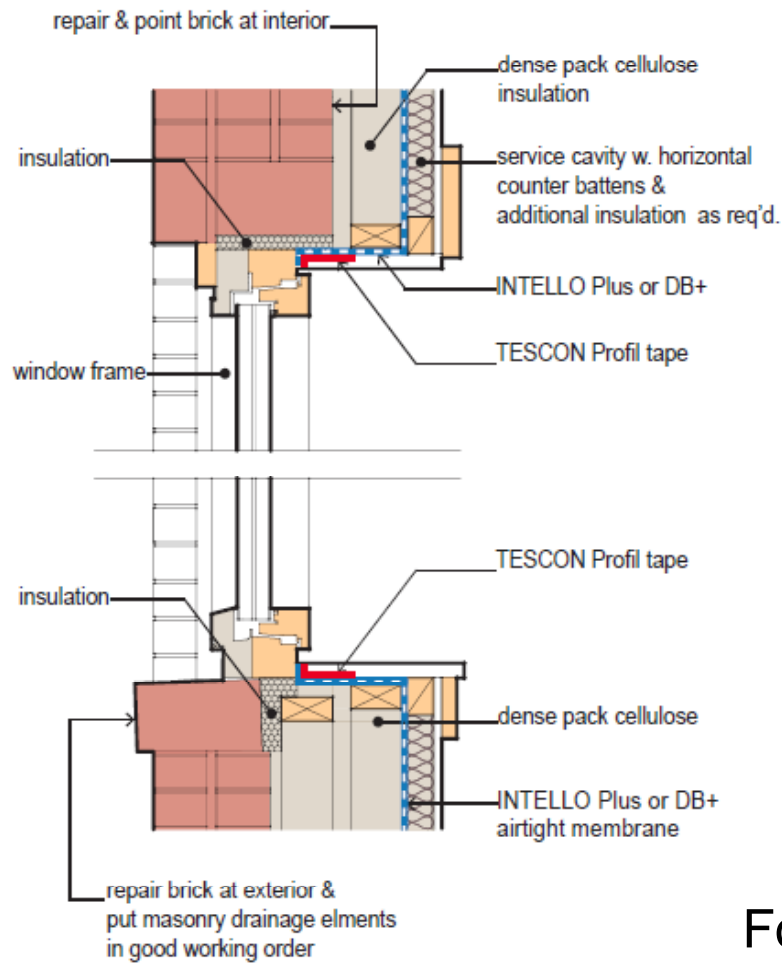 repair & point brick at interior
dense pack cellulose
insulation
insulation
service cavity w. horizontal
counter battens &
additional insulation as req'd.
INTELLO Plus or DB+
TESCON Profil tape
window frame
TESCON Profil tape
insulation
dense pack cellulose
INTELLO Plus or DB+
airtight membrane
repair brick at exterior &
put masonry drainage elments
in good working order
Fo